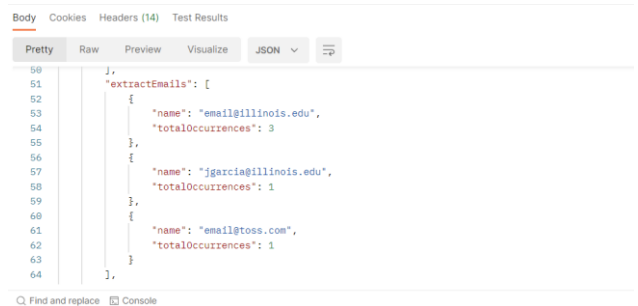 Body Cookies Headers (14) Test Results
Pretty Raw Preview Visualize JSON
50 ],
51 "extractEmails": [
52 {
53 "name": "email@illinois.edu",
54 "totalOccurrences": 3
55 },
56 {
57 "name": "jgarcia@illinois.edu",
58 "totalOccurrences": 1
59 },
60 {
61 "name": "email@toss.com",
62 "totalOccurrences": 1
63 }
64 ],
Find and replace Console